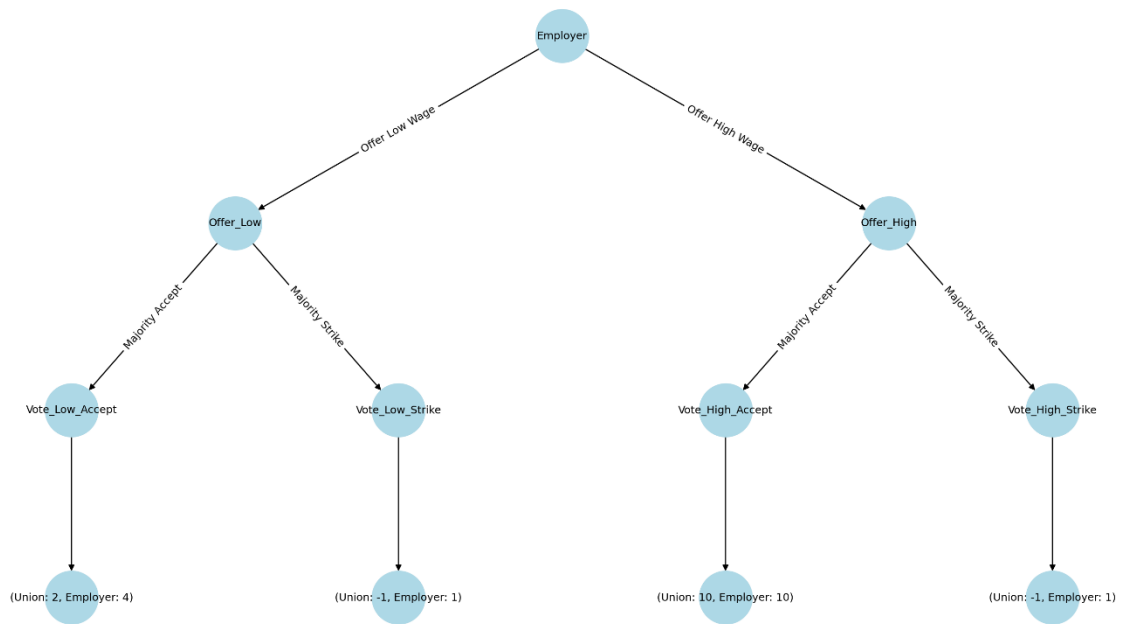 Employer
Offer Low Wage
Offer High Wage
Offer_Low
Offer_High
Majority Accept
Majority Strike
Majority Accept
Majority Strike
Vote_Low_Accept
Vote_Low_Strike
Vote_High_Accept
Vote_High_Strike
(Union: 2, Employer: 4)
(Union: -1, Employer: 1)
(Union: 10, Employer: 10)
(Union: -1, Employer: 1)